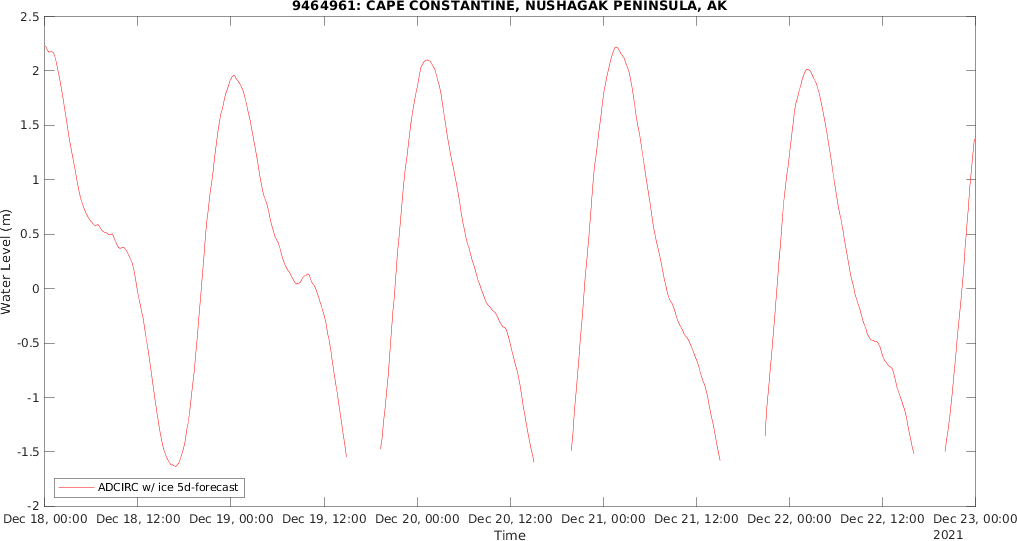 9464961: CAPE CONSTANTINE, NUSHAGAK PENINSULA, AK
2.5
2
1.5
1
0.5
0
-0.5
-1
-1.5
-2
Water Level (m)
ADCIRC w/ ice 5d-forecast
Dec 18, 00:00 Dec 18, 12:00 Dec 19, 00:00 Dec 19, 12:00 Dec 20, 00:00 Dec 20, 12:00 Dec 21, 00:00 Dec 21, 12:00 Dec 22, 00:00 Dec 22, 12:00 Dec 23, 00:00
Time
2021